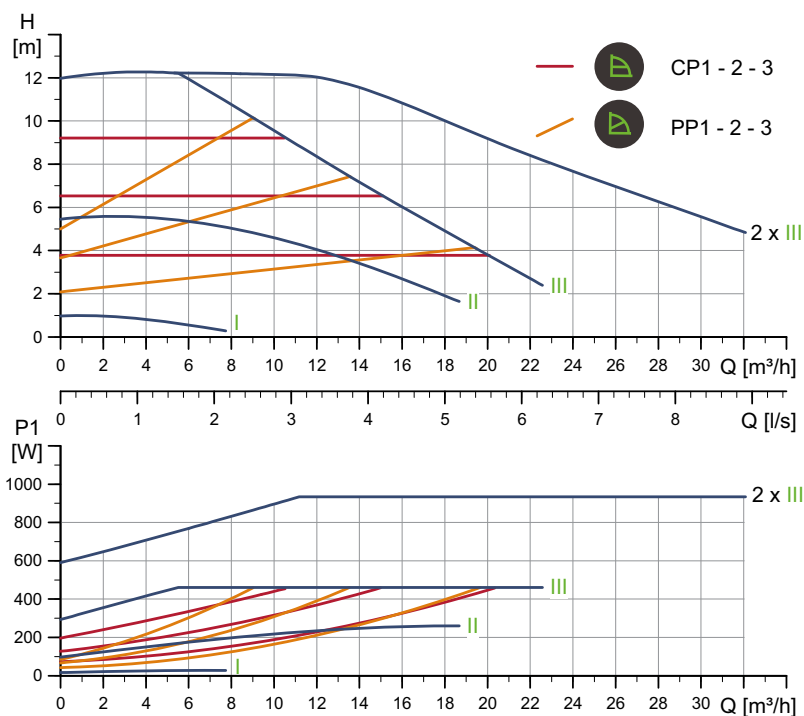 H
[m]
12
10
8
6
4
2
0
CP1 - 2 - 3
PP1 - 2 - 3
2 x III
III
II
I
0 2 4 6 8 10 12 14 16 18 20 22 24 26 28 30 Q [m³/h]
0 1 2 3 4 5 6 7 8 Q [l/s]
P1
[W]
1000
800
600
400
200
0
2 x III
III
II
I
0 2 4 6 8 10 12 14 16 18 20 22 24 26 28 30 Q [m³/h]